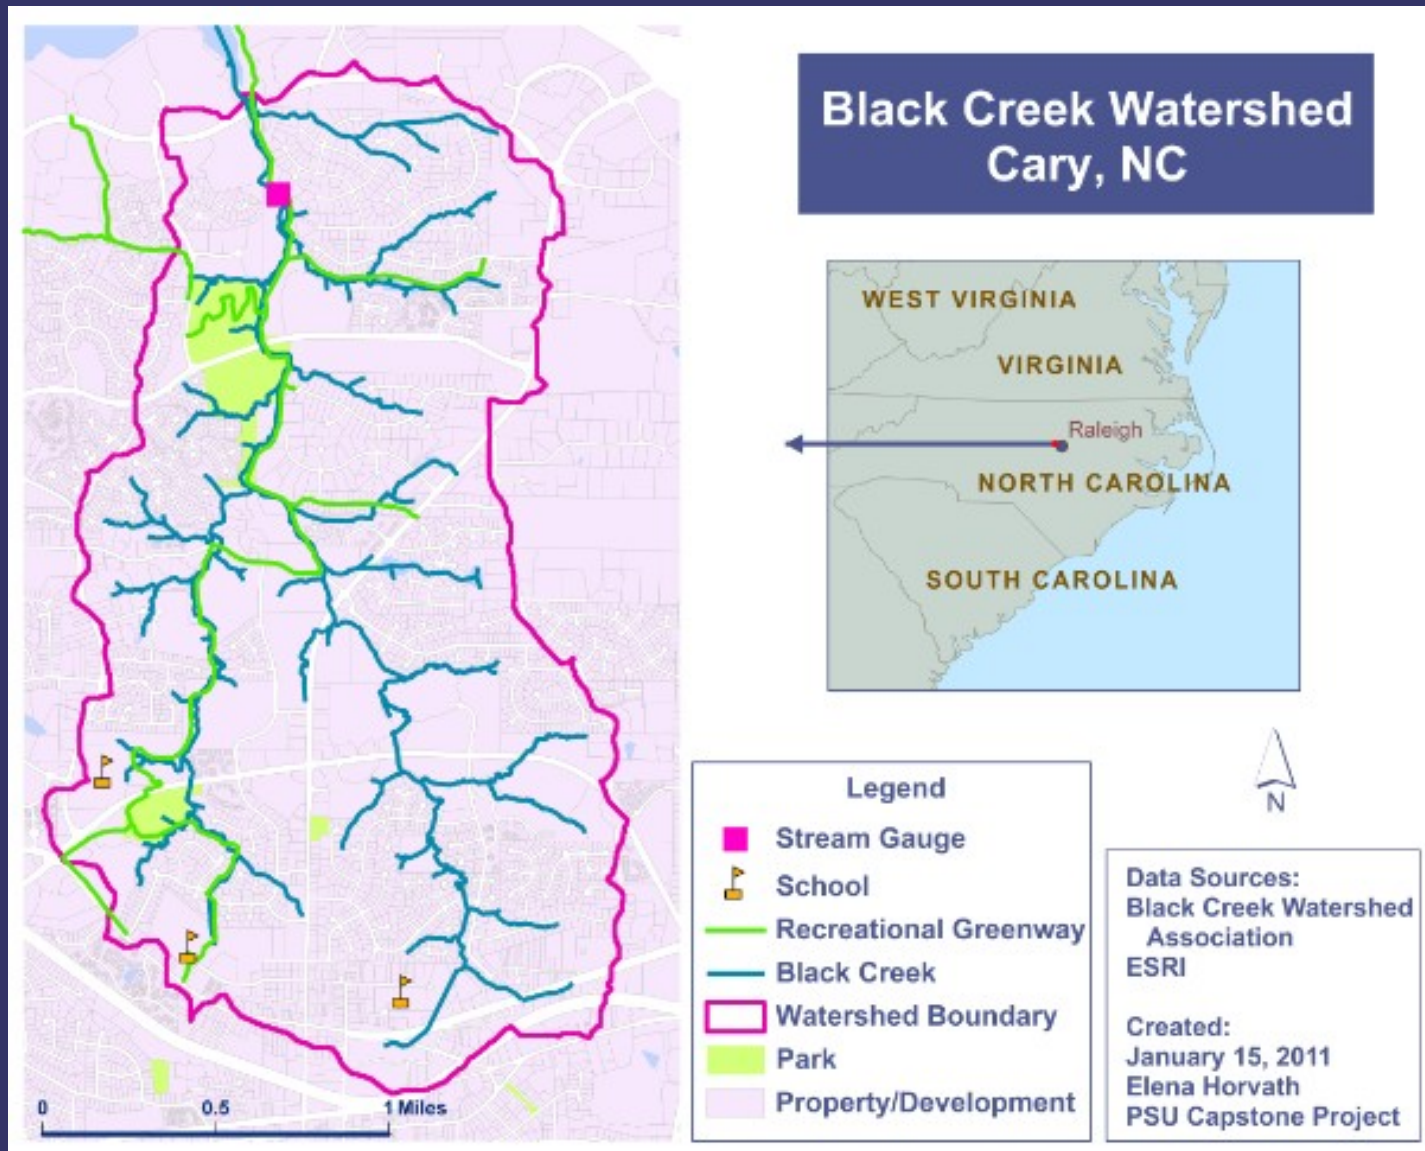 Black Creek Watershed
Cary, NC
WEST VIRGINIA
VIRGINIA
Raleigh
NORTH CAROLINA
SOUTH CAROLINA
N
Legend
Stream Gauge
School
Recreational Greenway
Black Creek
Watershed Boundary
Park
Property/Development
Data Sources:
Black Creek Watershed
Association
ESRI
Created:
January 15, 2011
Elena Horvath
PSU Capstone Project
0 0.5 1 Miles